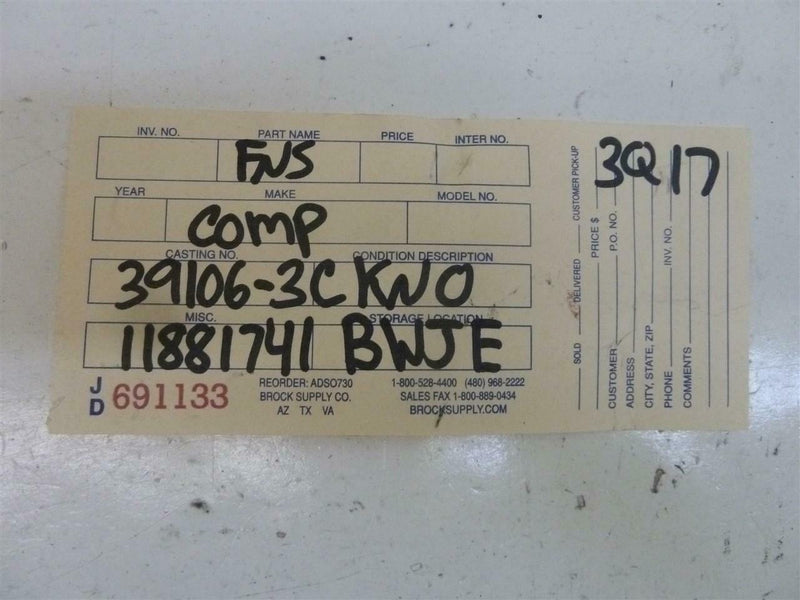 INV. NO. PART NAME PRICE INTER NO.
FNS
YEAR MAKE MODEL NO.
COMP
CASTING NO. CONDITION DESCRIPTION
39106-3CKNO
MISC. STORAGE LOCATION
11881741 BWJE
JD 691133
REORDER: ADSO730
BROCK SUPPLY CO.
AZ TX VA
1-800-528-4400 (480) 968-2222
SALES FAX 1-800-889-0434
BROCKSUPPLY.COM
3Q17
SOLD DELIVERED CUSTOMER PICK-UP
PRICE $
CUSTOMER P.O. NO.
ADDRESS
CITY, STATE, ZIP
PHONE INV. NO.
COMMENTS